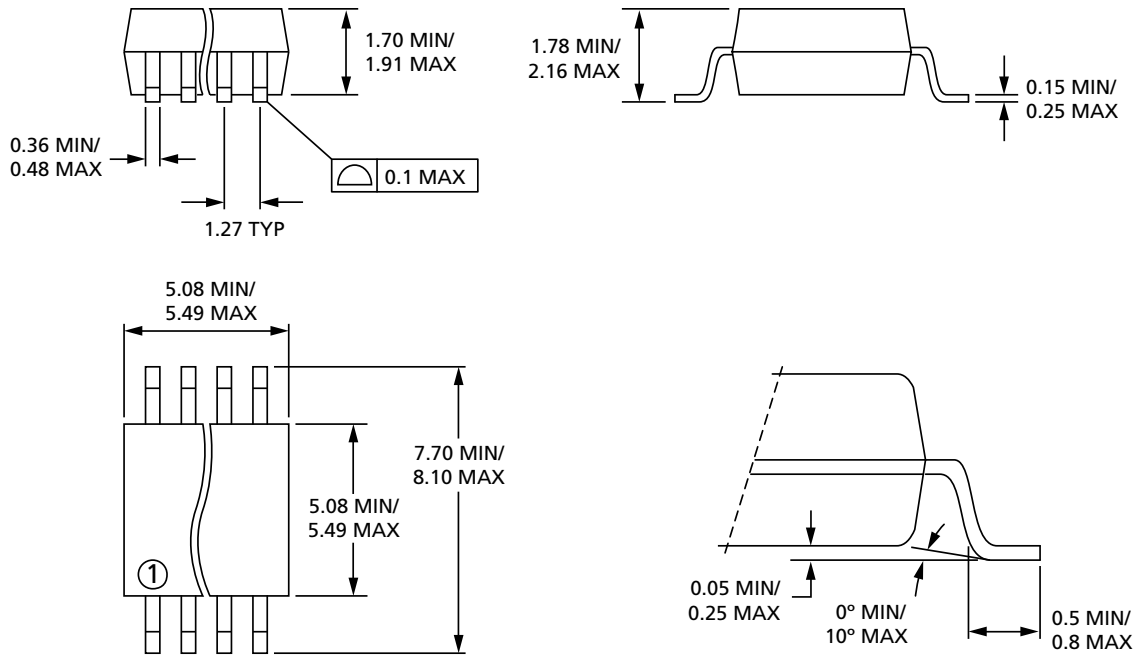 1.70 MIN/
1.91 MAX
1.78 MIN/
2.16 MAX
0.15 MIN/
0.25 MAX
0.36 MIN/
0.48 MAX
0.1 MAX
1.27 TYP
5.08 MIN/
5.49 MAX
7.70 MIN/
8.10 MAX
5.08 MIN/
5.49 MAX
1
0.05 MIN/
0.25 MAX
0º MIN/
10º MAX
0.5 MIN/
0.8 MAX